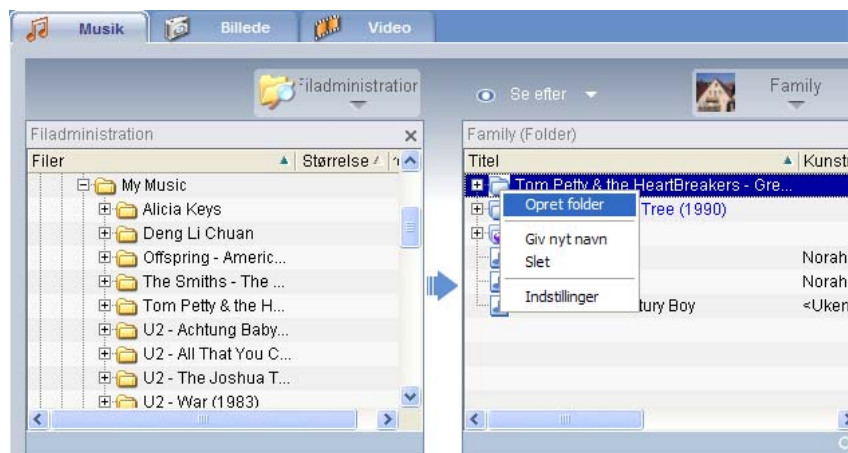 Musik
Billede
Video
Filadministration
Se efter
Family
Filadministration
Family (Folder)
Filer
Størrelse
Titel
Kunst
My Music
Alicia Keys
Deng Li Chuan
Offspring - Americ...
The Smiths - The ...
Tom Petty & the H...
U2 - Achtung Baby...
U2 - All That You C...
U2 - The Joshua T...
U2 - War (1983)
Tom Petty & the HeartBreakers - Gre...
Tree (1990)
Norah
Norah
tury Boy
<Uken
Opret folder
Giv nyt navn
Slet
Indstillinger